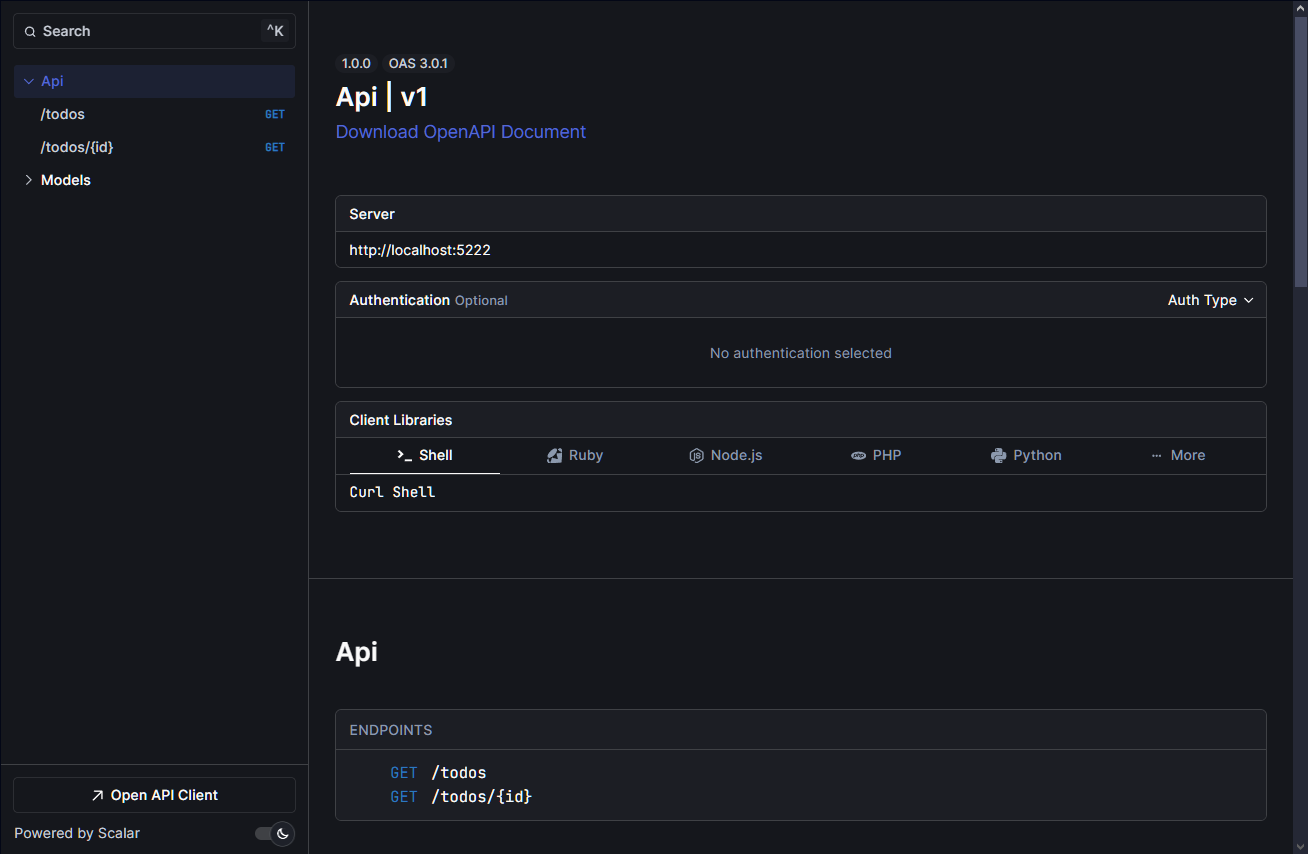 Search ^K
Api
/todos GET
/todos/{id} GET
Models
Open API Client
Powered by Scalar
1.0.0 OAS 3.0.1
Api | v1
Download OpenAPI Document
Server
http://localhost:5222
Authentication Optional Auth Type
No authentication selected
Client Libraries
Shell Ruby Node.js PHP Python More
Curl Shell
Api
ENDPOINTS
GET /todos
GET /todos/{id}